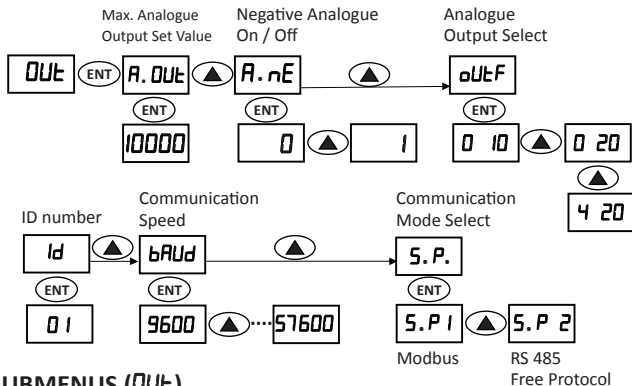 Max. Analogue
Output Set Value
Negative Analogue
On / Off
Analogue
Output Select
OUt ENT A.OUt A.nE oUtF
ENT ENT ENT
10000 0 1 0 10 0 20
4 20
ID number
Communication
Speed
Communication
Mode Select
Id bAUd S.P.
ENT ENT ENT
01 9600 ····57600 S.P1 S.P 2
Modbus
RS 485
Free Protocol
UBMENUS (OUt)